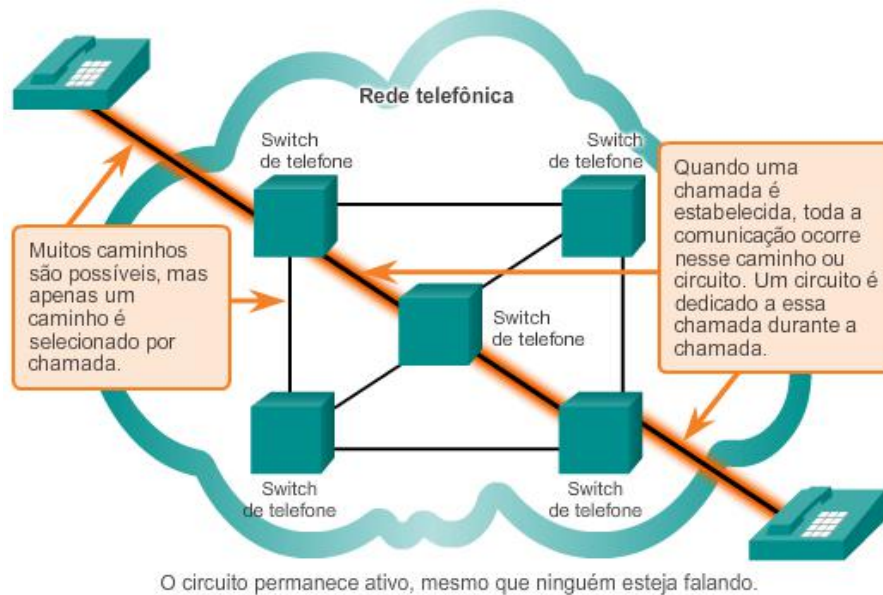 Rede telefônica
Switch
de telefone
Switch
de telefone
Muitos caminhos
são possíveis, mas
apenas um
caminho é
selecionado por
chamada.
Quando uma
chamada é
estabelecida, toda a
comunicação ocorre
nesse caminho ou
circuito. Um circuito é
dedicado a essa
chamada durante a
chamada.
Switch
de telefone
Switch
de telefone
Switch
de telefone
O circuito permanece ativo, mesmo que ninguém esteja falando.